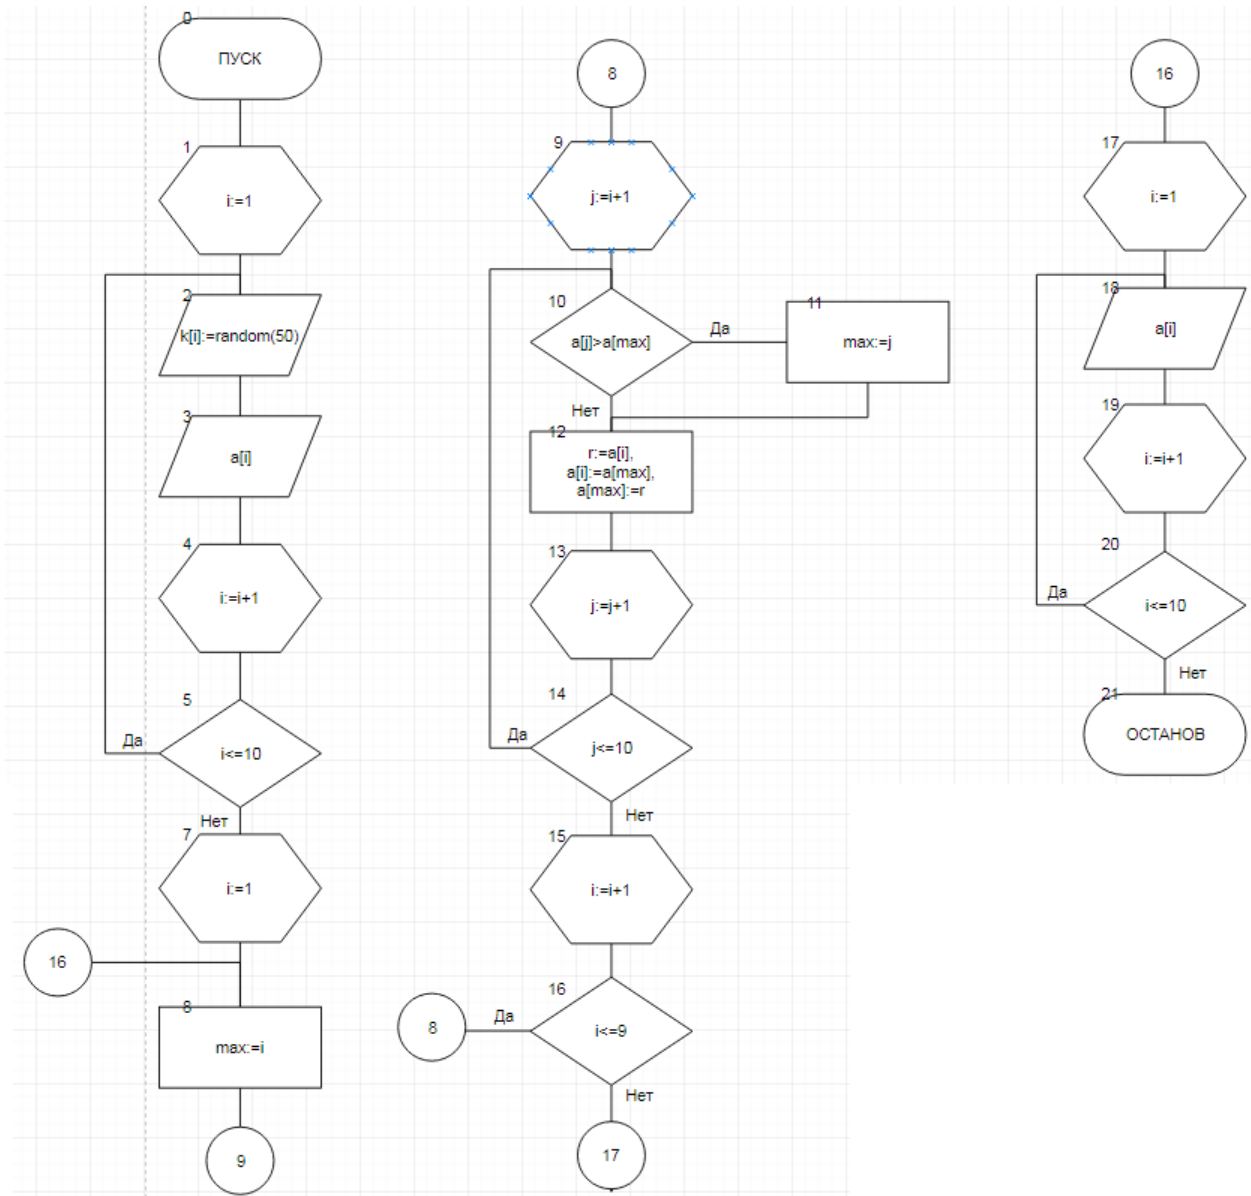 0
ПУСК
1
i:=1
2
k[i]:=random(50)
3
a[i]
4
i:=i+1
5
i<=10
Да
Нет
7
i:=1
16
8
max:=i
9
8
9
j:=i+1
10
a[j]>a[max]
Да
11
max:=j
Нет
12
r:=a[i],
a[i]:=a[max],
a[max]:=r
13
j:=j+1
14
j<=10
Да
Нет
15
i:=i+1
16
i<=9
Да
8
Нет
17
16
17
i:=1
18
a[i]
19
i:=i+1
20
i<=10
Да
Нет
21
ОСТАНОВ